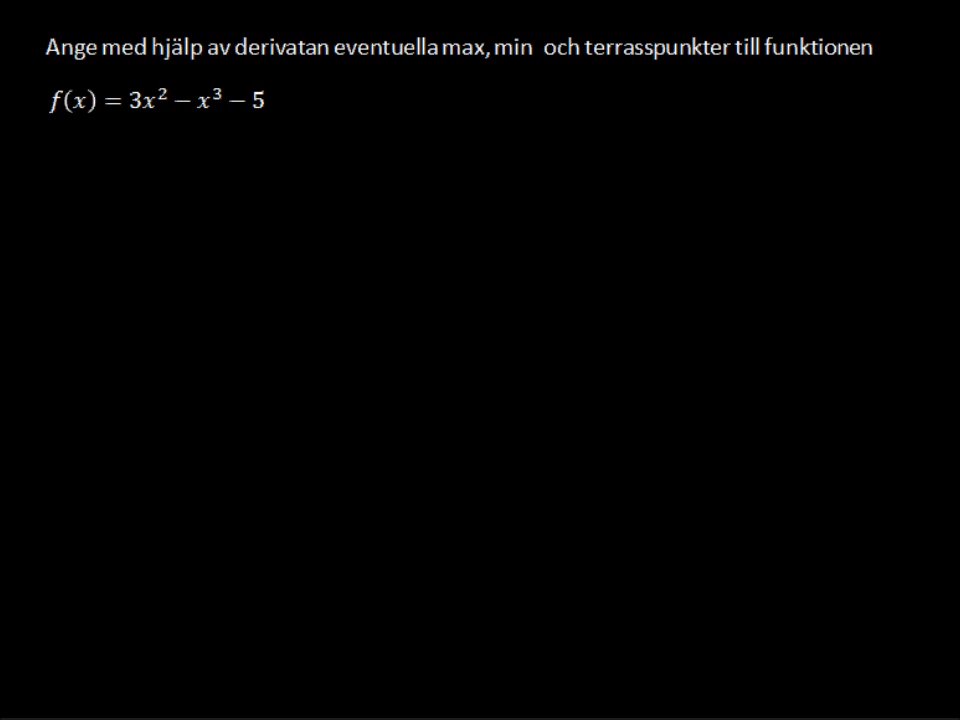 Ange med hjälp av derivatan eventuella max, min och terrasspunkter till funktionen
f(x) = 3x² − x³ − 5